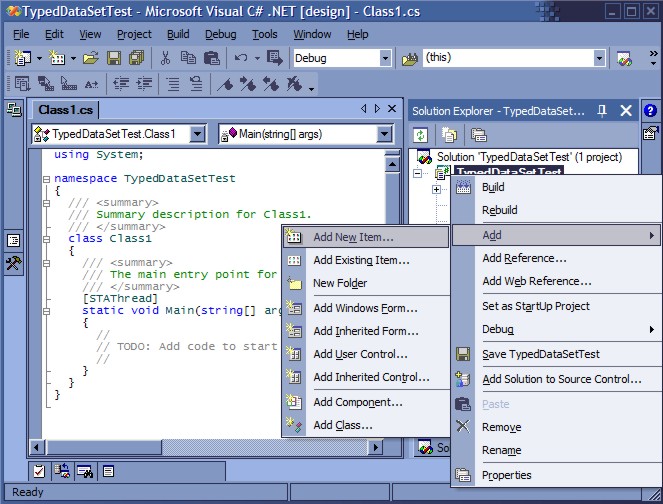 TypedDataSetTest - Microsoft Visual C# .NET [design] - Class1.cs
File Edit View Project Build Debug Tools Window Help
Debug
(this)
Class1.cs
TypedDataSetTest.Class1
Main(string[] args)
using System;
namespace TypedDataSetTest
{
/// <summary>
/// Summary description for Class1.
/// </summary>
class Class1
{
/// <summary>
/// The main entry point for
/// </summary>
[STAThread]
static void Main(string[] arg
{
//
// TODO: Add code to start
//
}
}
}
Solution Explorer - TypedDataSet...
Solution 'TypedDataSetTest' (1 project)
TypedDataSetTest
Build
Rebuild
Add
Add Reference...
Add Web Reference...
Set as StartUp Project
Debug
Save TypedDataSetTest
Add Solution to Source Control...
Paste
Remove
Rename
Properties
Add New Item...
Add Existing Item...
New Folder
Add Windows Form...
Add Inherited Form...
Add User Control...
Add Inherited Control...
Add Component...
Add Class...
So
Ready